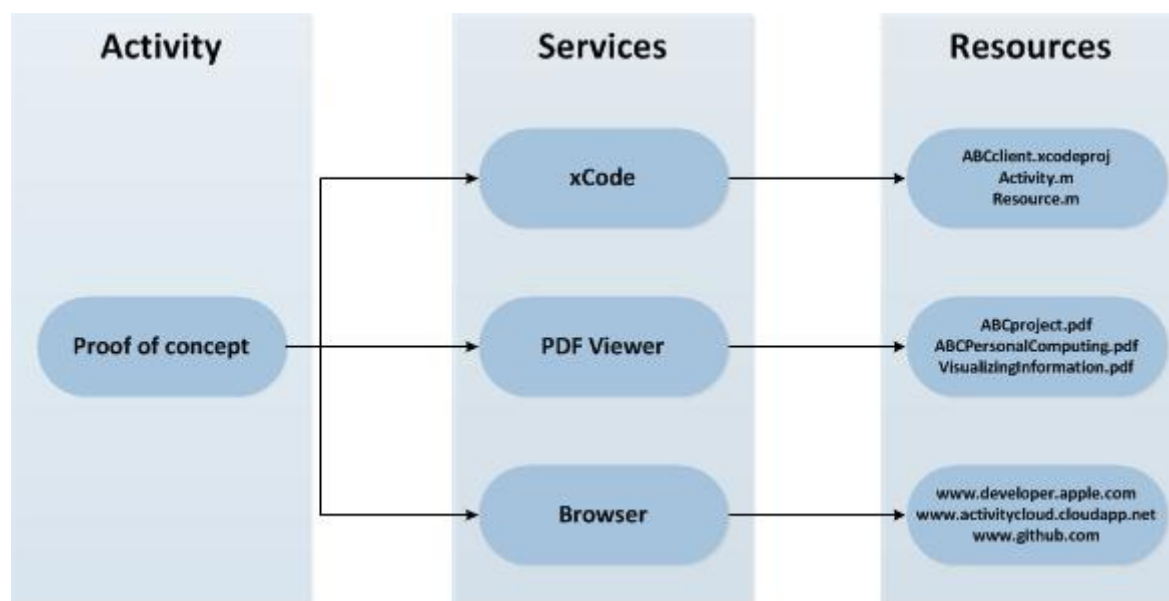 Activity
Services
Resources
xCode
ABCclient.xcodeproj
Activity.m
Resource.m
Proof of concept
PDF Viewer
ABCproject.pdf
ABCPersonalComputing.pdf
VisualizingInformation.pdf
Browser
www.developer.apple.com
www.activitycloud.cloudapp.net
www.github.com